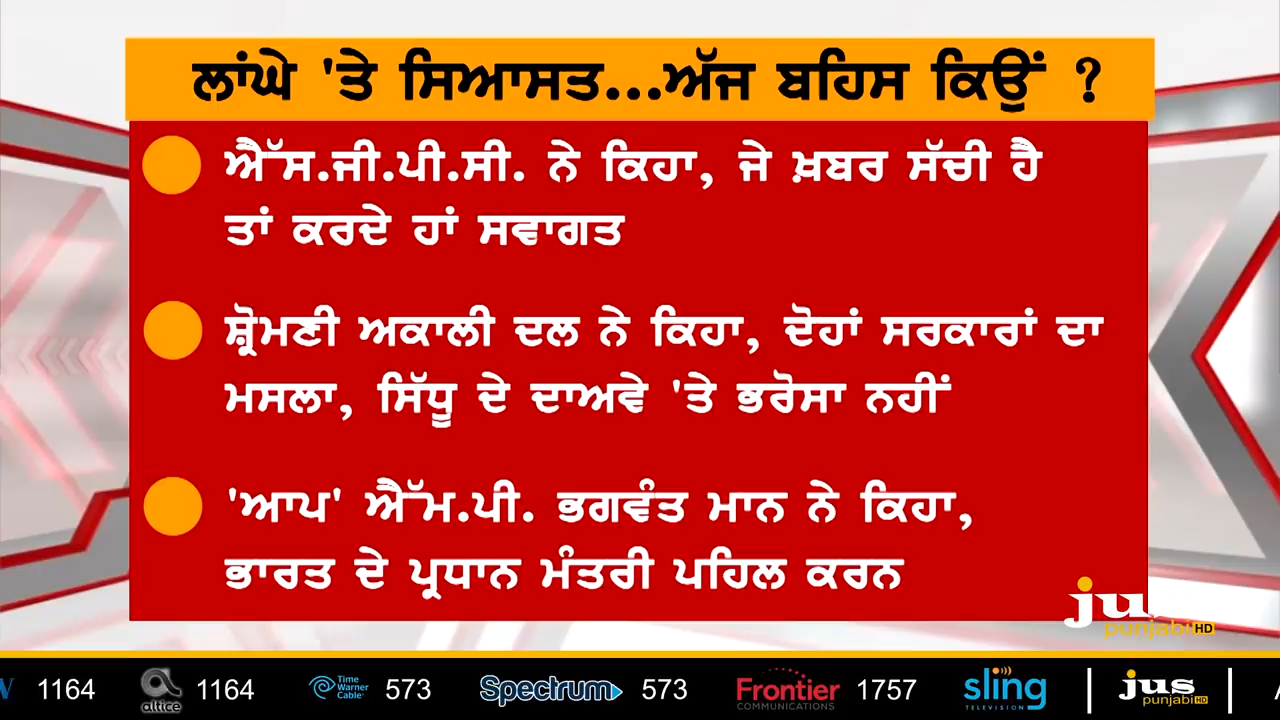 ਲਾਂਘੇ 'ਤੇ ਸਿਆਸਤ...ਅੱਜ ਬਹਿਸ ਕਿਉਂ ?
ਐੱਸ.ਜੀ.ਪੀ.ਸੀ. ਨੇ ਕਿਹਾ, ਜੇ ਖ਼ਬਰ ਸੱਚੀ ਹੈ
ਤਾਂ ਕਰਦੇ ਹਾਂ ਸਵਾਗਤ
ਸ਼੍ਰੋਮਣੀ ਅਕਾਲੀ ਦਲ ਨੇ ਕਿਹਾ, ਦੋਹਾਂ ਸਰਕਾਰਾਂ ਦਾ
ਮਸਲਾ, ਸਿੱਧੂ ਦੇ ਦਾਅਵੇ 'ਤੇ ਭਰੋਸਾ ਨਹੀਂ
'ਆਪ' ਐੱਮ.ਪੀ. ਭਗਵੰਤ ਮਾਨ ਨੇ ਕਿਹਾ,
ਭਾਰਤ ਦੇ ਪ੍ਰਧਾਨ ਮੰਤਰੀ ਪਹਿਲ ਕਰਨ
jus
punjabi HD
1164 altice 1164 Time Warner Cable 573 Spectrum 573 Frontier COMMUNICATIONS 1757 sling TELEVISION | jus punjabi HD |